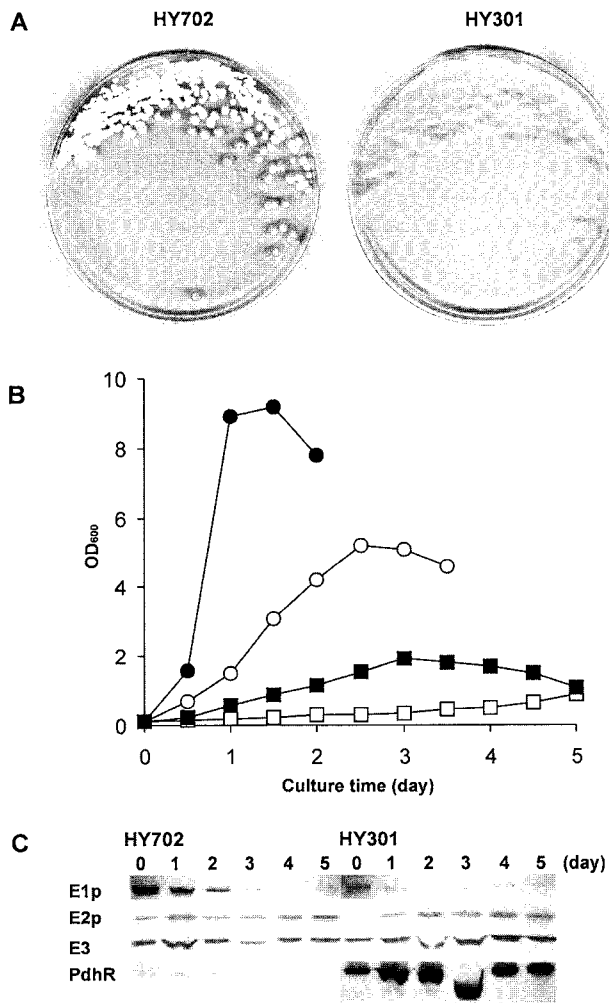 A
HY702
HY301
B
10
8
6
4
2
0
OD600
0 1 2 3 4 5
Culture time (day)
C
HY702 HY301
0 1 2 3 4 5 0 1 2 3 4 5 (day)
E1p
E2p
E3
PdhR